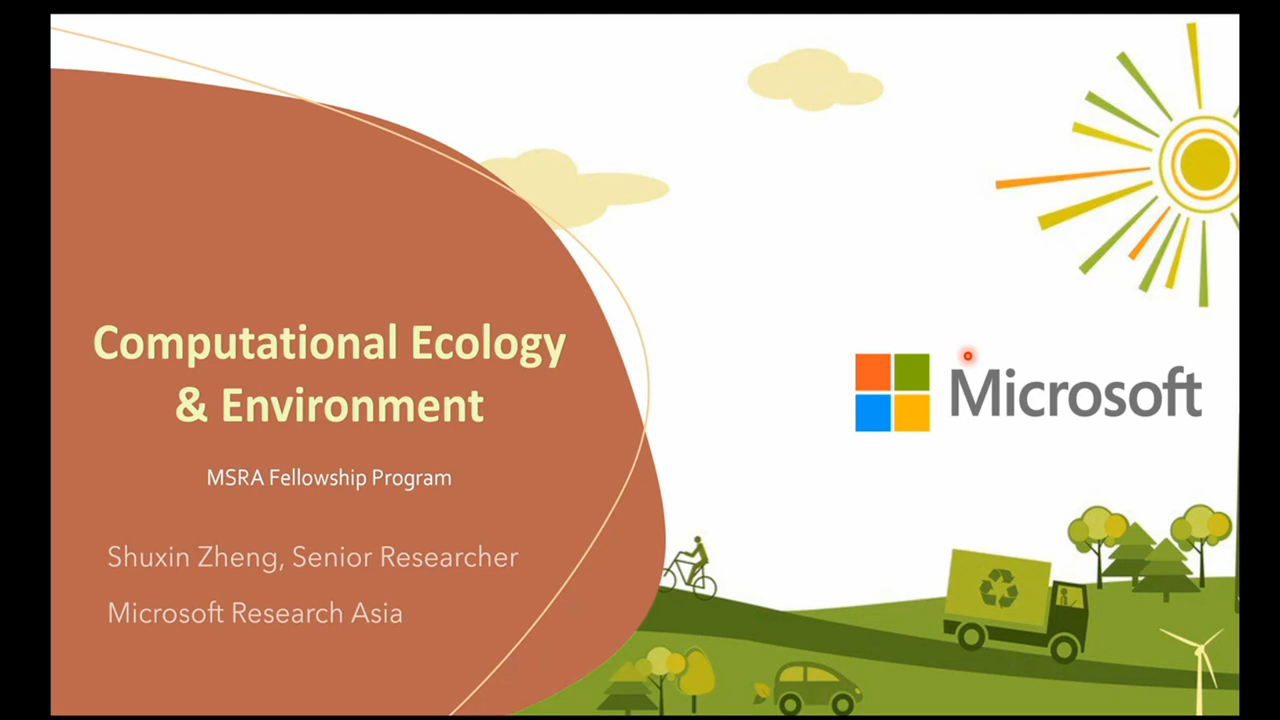 Computational Ecology
& Environment
MSRA Fellowship Program
Shuxin Zheng, Senior Researcher
Microsoft Research Asia
Microsoft